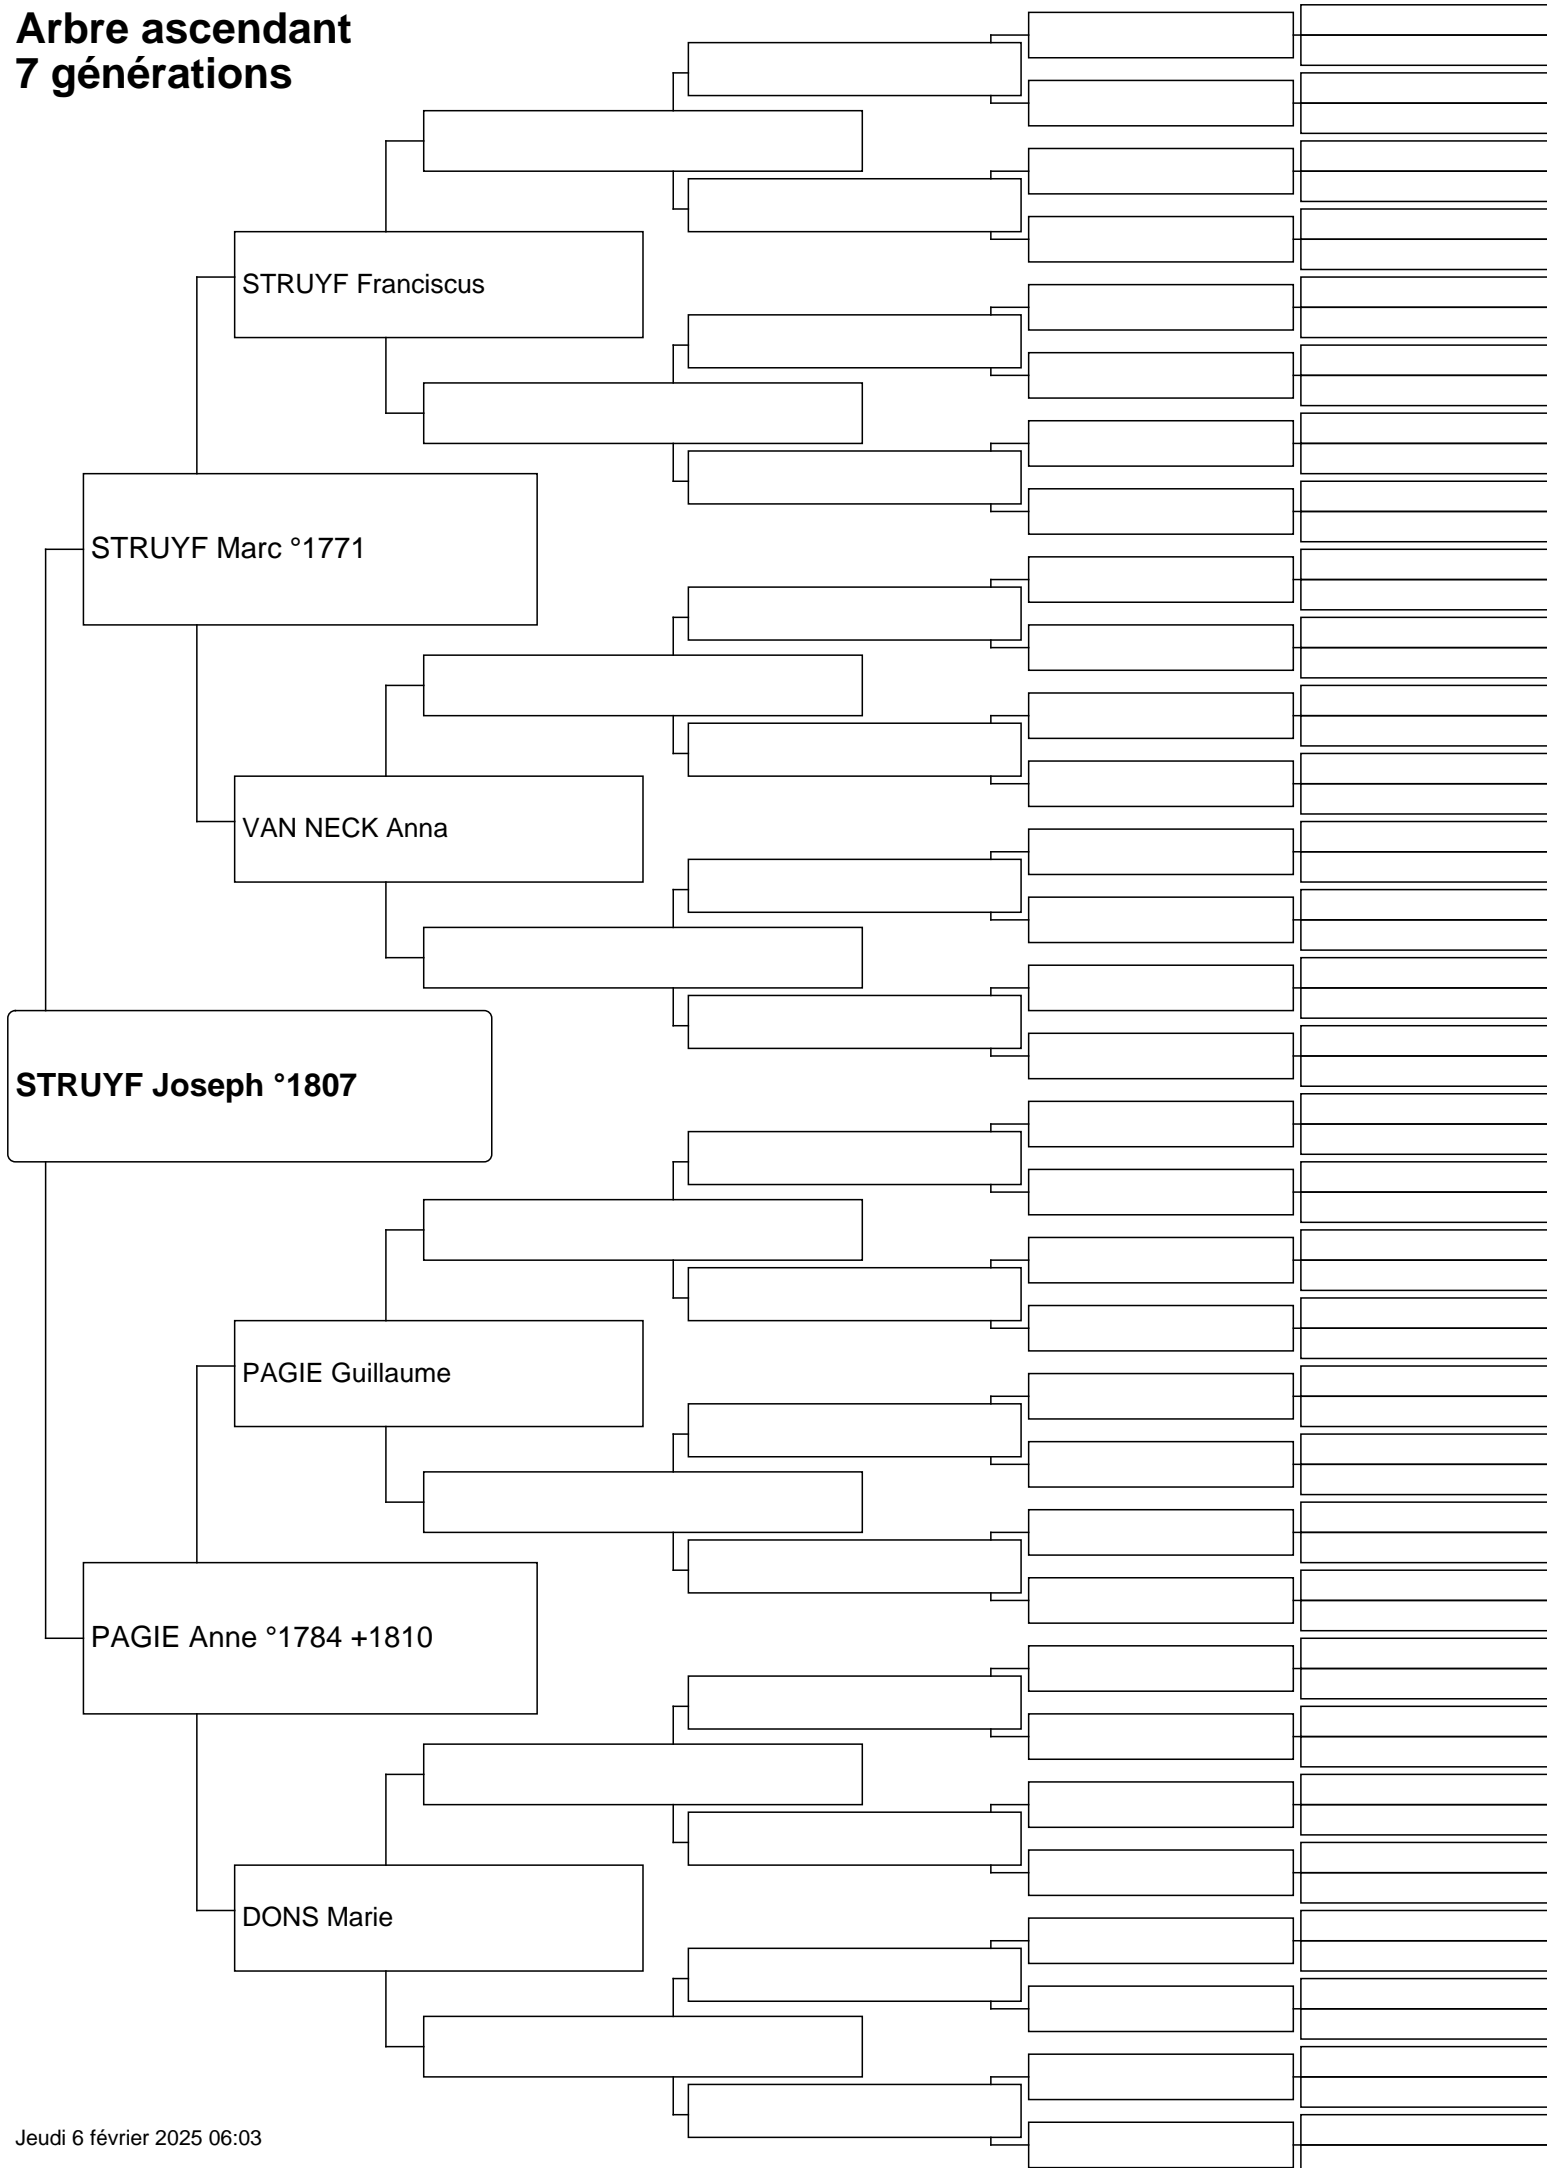 Arbre ascendant
7 générations
STRUYF Franciscus
STRUYF Marc °1771
VAN NECK Anna
STRUYF Joseph °1807
PAGIE Guillaume
PAGIE Anne °1784 +1810
DONS Marie
Jeudi 6 février 2025 06:03